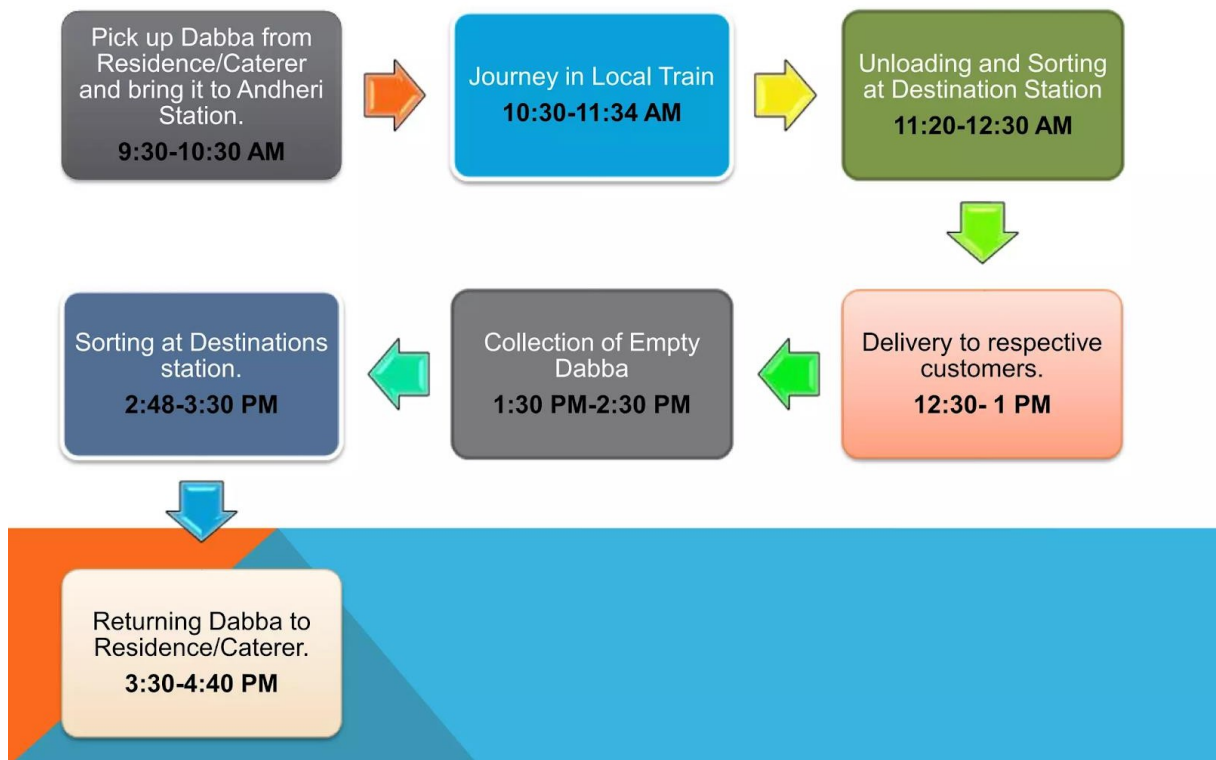 Pick up Dabba from
Residence/Caterer
and bring it to Andheri
Station.
9:30-10:30 AM
Journey in Local Train
10:30-11:34 AM
Unloading and Sorting
at Destination Station
11:20-12:30 AM
Delivery to respective
customers.
12:30- 1 PM
Collection of Empty
Dabba
1:30 PM-2:30 PM
Sorting at Destinations
station.
2:48-3:30 PM
Returning Dabba to
Residence/Caterer.
3:30-4:40 PM